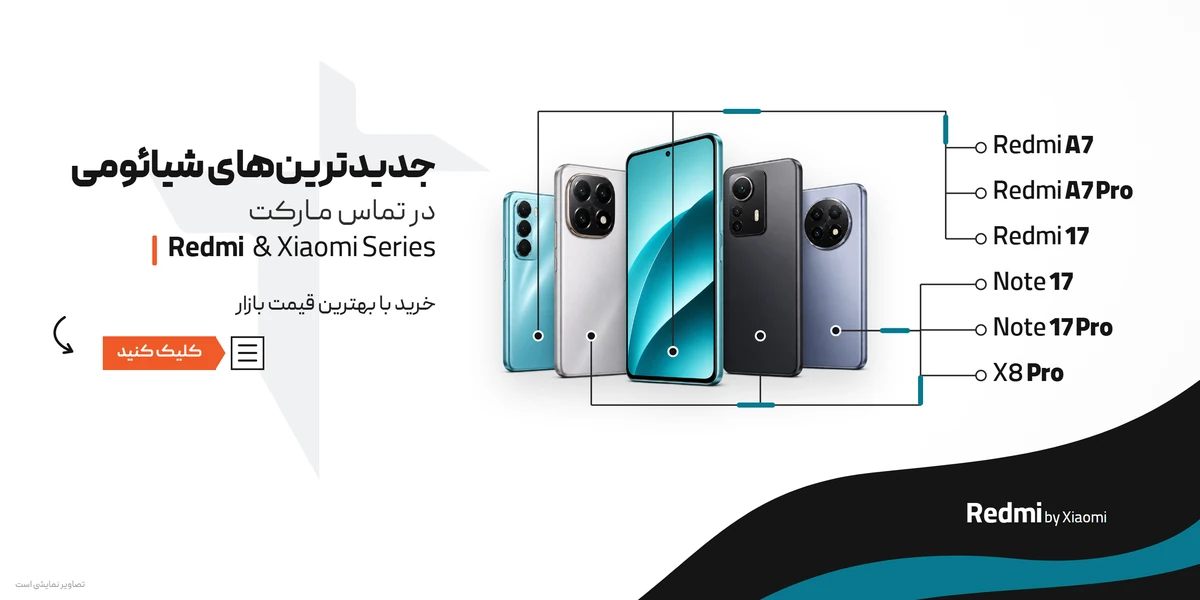 جدیدترین‌های شیائومی
در تماس مارکت
Redmi & Xiaomi Series
خرید با بهترین قیمت بازار
کلیک کنید
Redmi A7
Redmi A7 Pro
Redmi 17
Note 17
Note 17 Pro
X8 Pro
Redmi by Xiaomi
تصاویر نمایشی است